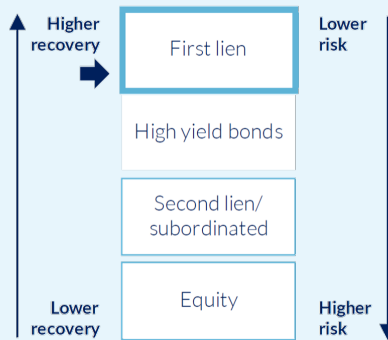 Higher
recovery
First lien
Lower
risk
High yield bonds
Second lien/
subordinated
Lower
recovery
Equity
Higher
risk